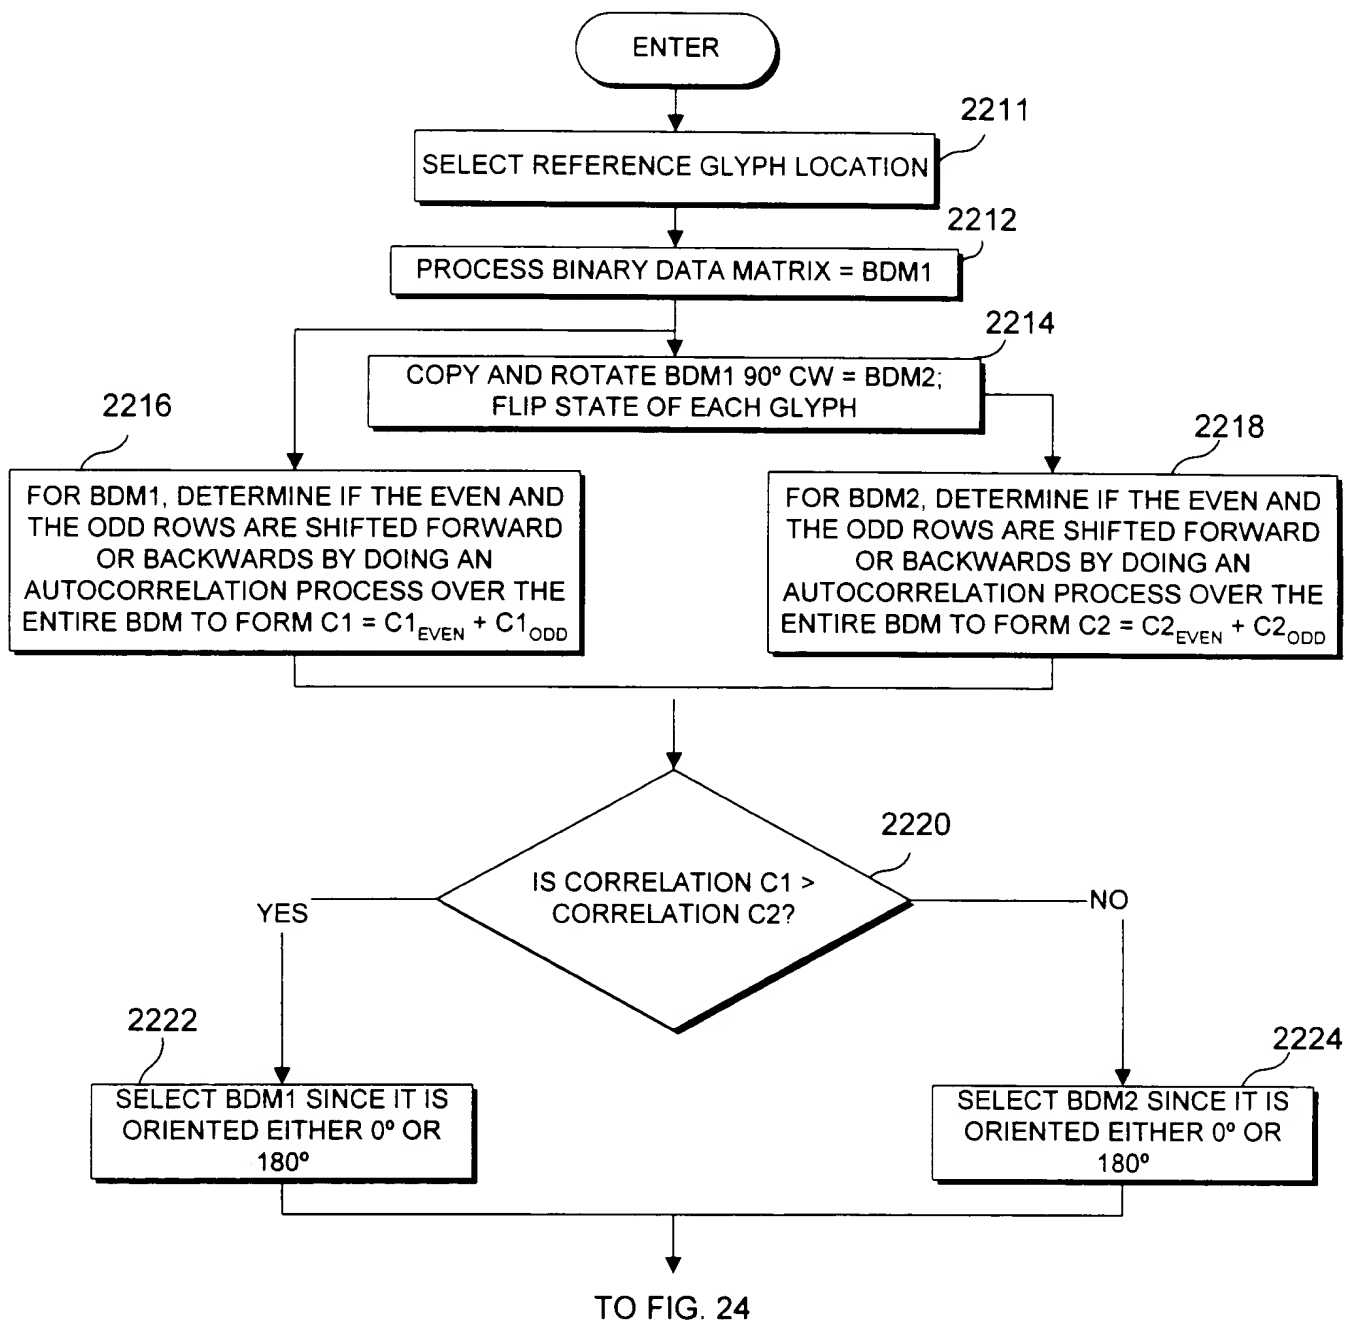 ENTER
2211
SELECT REFERENCE GLYPH LOCATION
2212
PROCESS BINARY DATA MATRIX = BDM1
2214
COPY AND ROTATE BDM1 90º CW = BDM2;
FLIP STATE OF EACH GLYPH
2216
FOR BDM1, DETERMINE IF THE EVEN AND
THE ODD ROWS ARE SHIFTED FORWARD
OR BACKWARDS BY DOING AN
AUTOCORRELATION PROCESS OVER THE
ENTIRE BDM TO FORM C1 = C1EVEN + C1ODD
2218
FOR BDM2, DETERMINE IF THE EVEN AND
THE ODD ROWS ARE SHIFTED FORWARD
OR BACKWARDS BY DOING AN
AUTOCORRELATION PROCESS OVER THE
ENTIRE BDM TO FORM C2 = C2EVEN + C2ODD
2220
IS CORRELATION C1 >
CORRELATION C2?
YES
NO
2222
SELECT BDM1 SINCE IT IS
ORIENTED EITHER 0º OR
180º
2224
SELECT BDM2 SINCE IT IS
ORIENTED EITHER 0º OR
180º
TO FIG. 24